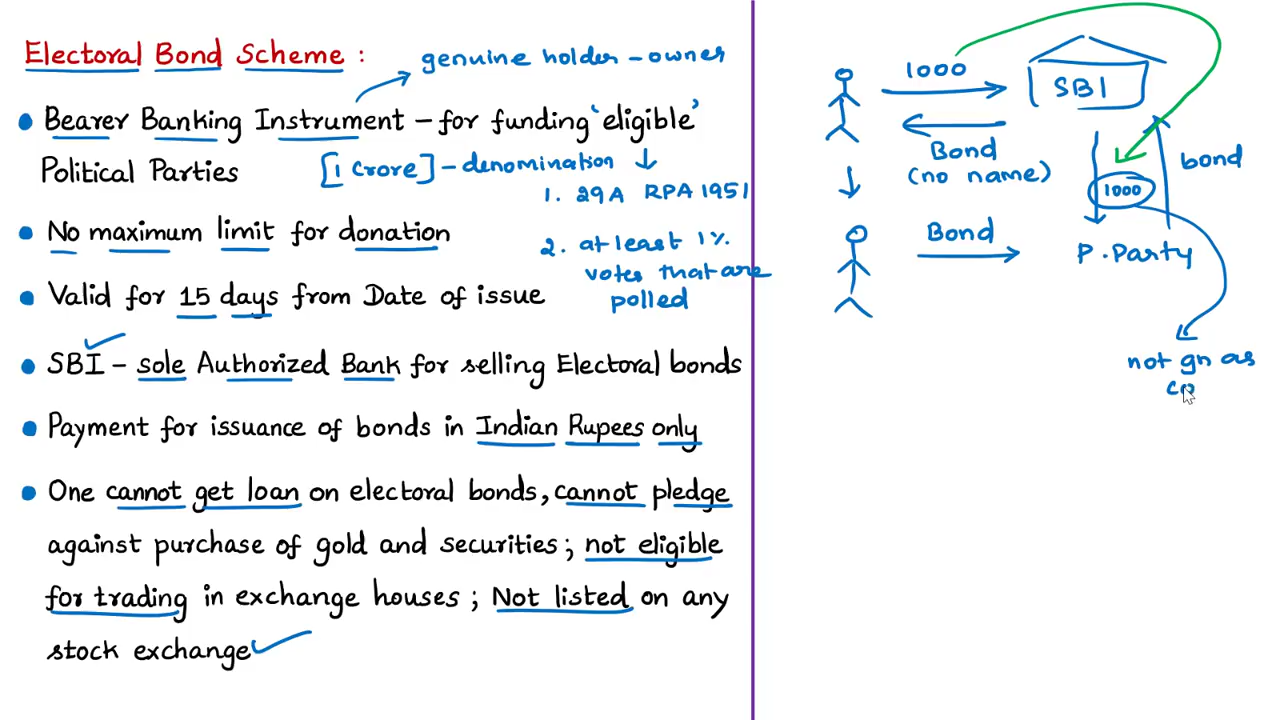 Electoral Bond Scheme :
genuine holder - owner
• Bearer Banking Instrument - for funding 'eligible'
Political Parties
[1 Crore] - denomination
1. 29A RPA 1951
• No maximum limit for donation
2. at least 1%
votes that are
polled
• Valid for 15 days from Date of issue
• SBI - sole Authorized Bank for selling Electoral bonds
• Payment for issuance of bonds in Indian Rupees only
• One cannot get loan on electoral bonds, cannot pledge
against purchase of gold and securities ; not eligible
for trading in exchange houses ; Not listed on any
stock exchange
1000
SBI
Bond
(no name)
bond
1000
Bond
P. Party
not gn as